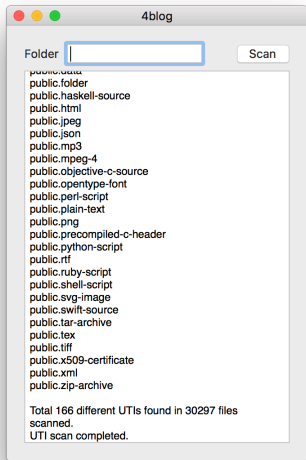 4blog
Folder
Scan
public.data
public.folder
public.haskell-source
public.html
public.jpeg
public.json
public.mp3
public.mpeg-4
public.objective-c-source
public.opentype-font
public.perl-script
public.plain-text
public.png
public.precompiled-c-header
public.python-script
public.rtf
public.ruby-script
public.shell-script
public.svg-image
public.swift-source
public.tar-archive
public.tex
public.tiff
public.x509-certificate
public.xml
public.zip-archive
Total 166 different UTIs found in 30297 files
scanned.
UTI scan completed.